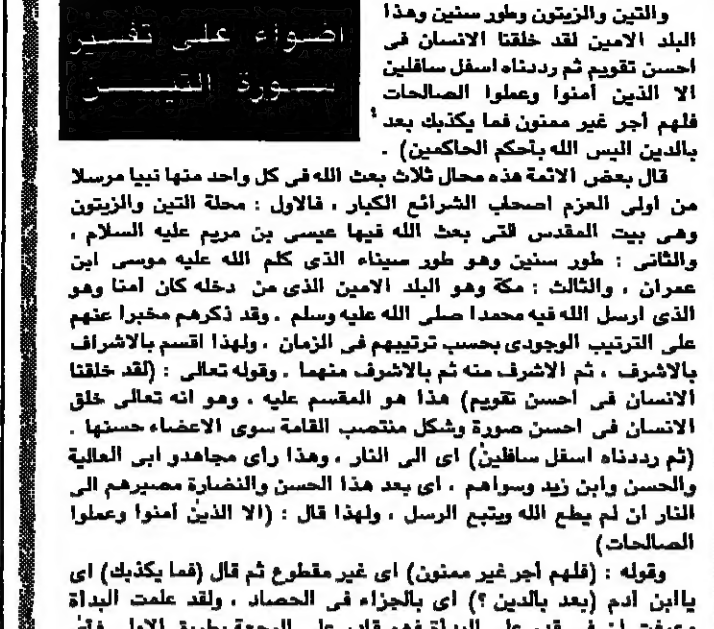 اضواء على تفسير
سورة التين
والتين والزيتون وطور سنين وهذا
البلد الامين لقد خلقنا الانسان فى
احسن تقويم ثم رددناه اسفل سافلين
الا الذين آمنوا وعملوا الصالحات
فلهم أجر غير ممنون فما يكذبك بعد
بالدين اليس الله بأحكم الحاكمين) .
قال بعض الائمة هذه محال ثلاث بعث الله فى كل واحد منها نبيا مرسلا
من اولى العزم اصحاب الشرائع الكبار ، فالاول : محلة التين والزيتون
وهى بيت المقدس التى بعث الله فيها عيسى بن مريم عليه السلام ،
والثانى : طور سنين وهو طور سيناء الذى كلم الله عليه موسى ابن
عمران ، والثالث : مكة وهو البلد الامين الذى من دخله كان آمنا وهو
الذى ارسل الله فيه محمدا صلى الله عليه وسلم . وقد ذكرهم مخبرا عنهم
على الترتيب الوجودى بحسب ترتيبهم فى الزمان ، ولهذا اقسم بالاشراف
بالاشرف ، ثم الاشرف منه ثم بالاشرف منهما . وقوله تعالى : (لقد خلقنا
الانسان فى احسن تقويم) هذا هو المقسم عليه ، وهو انه تعالى خلق
الانسان فى احسن صورة وشكل منتصب القامة سوى الاعضاء حسنها .
(ثم رددناه اسفل سافلين) اى الى النار ، وهذا راى مجاهدو ابى العالية
والحسن وابن زيد وسواهم ، اى بعد هذا الحسن والنضارة مصيرهم الى
النار ان لم يطع الله ويتبع الرسل ، ولهذا قال : (الا الذين آمنوا وعملوا
الصالحات)
وقوله : (فلهم أجر غير ممنون) اى غير مقطوع ثم قال (فما يكذبك) اى
ياابن آدم (بعد بالدين ؟) اى بالجزاء فى الحصاد ، ولقد علمت البدأة